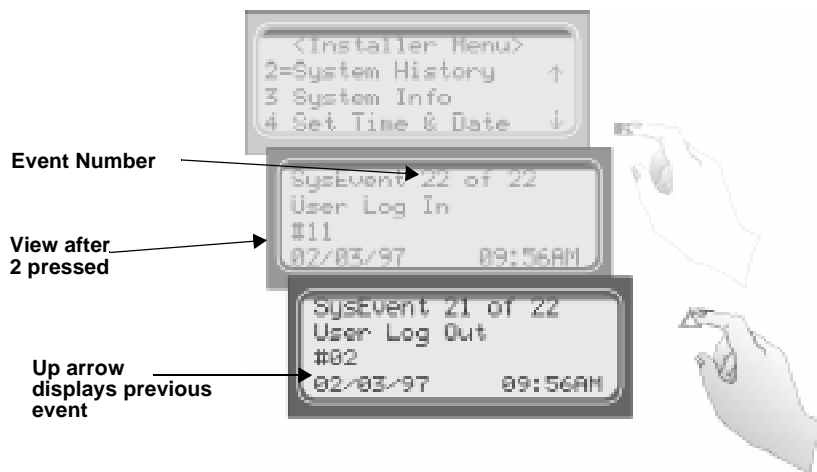 <Installer Menu>
2=System History ↑
3 System Info
4 Set Time & Date ↓
Event Number
SysEvent 22 of 22
User Log In
#11
02/03/97 09:56AM
View after
2 pressed
SysEvent 21 of 22
User Log Out
#02
02/03/97 09:56AM
Up arrow
displays previous
event